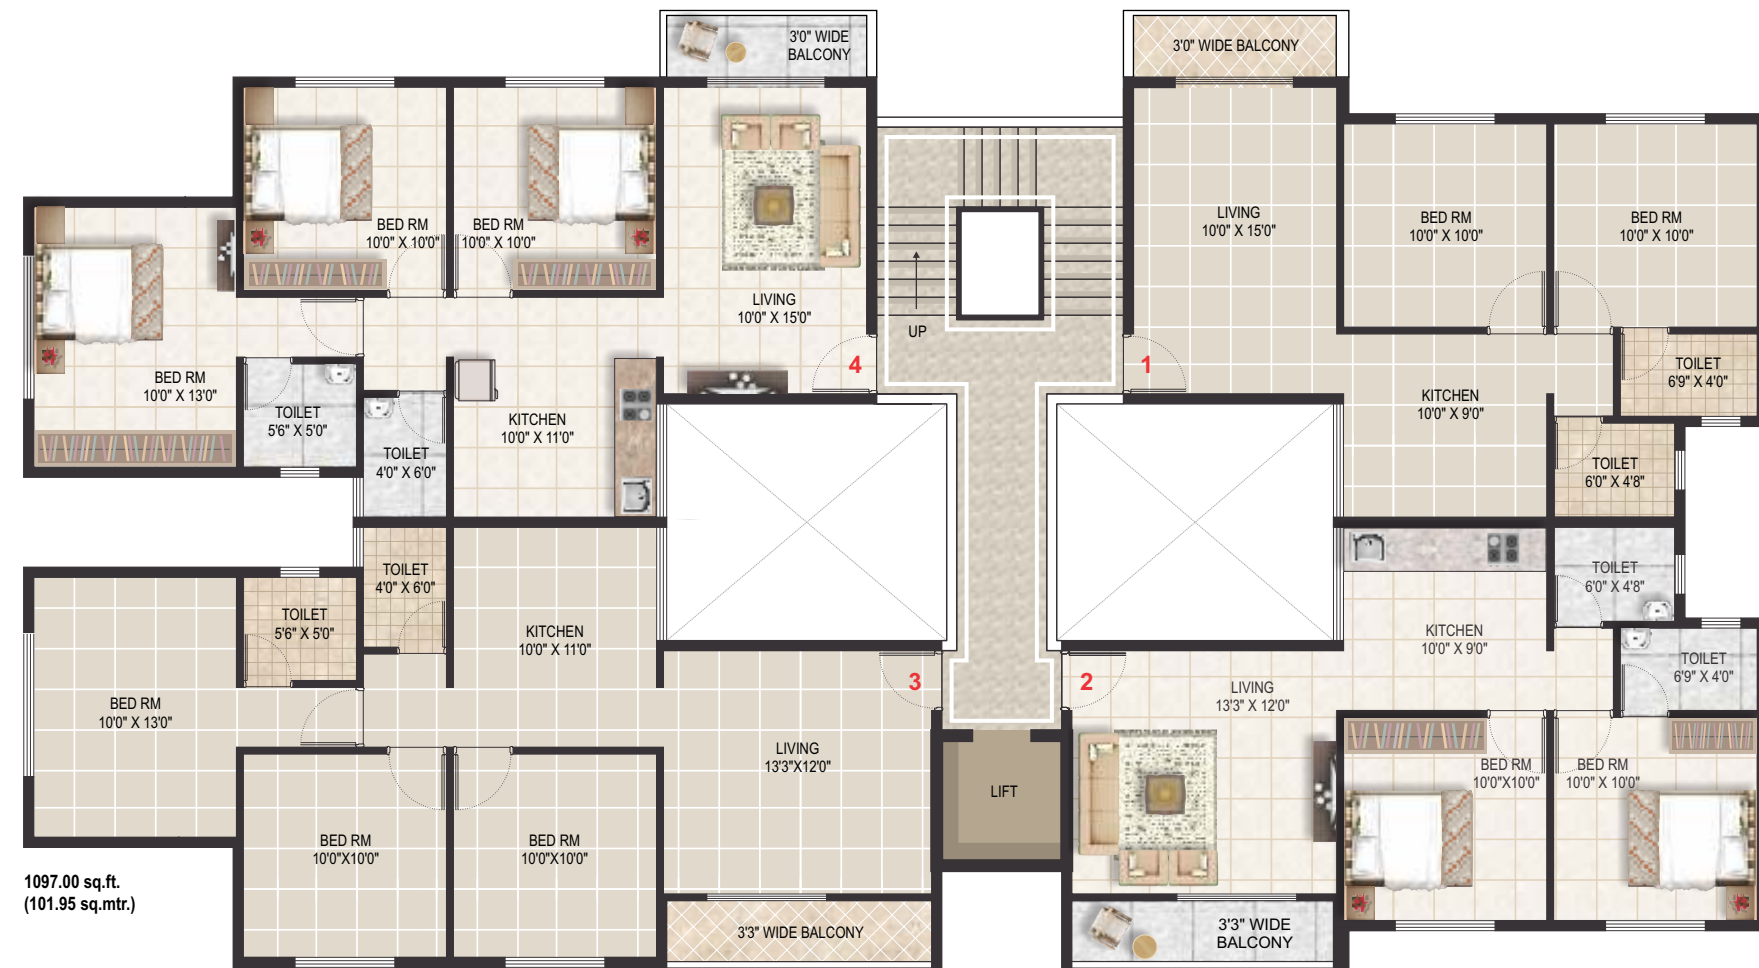 3'0" WIDE
BALCONY
3'0" WIDE BALCONY
BED RM
10'0" X 10'0"
BED RM
10'0" X 10'0"
LIVING
10'0" X 15'0"
BED RM
10'0" X 13'0"
TOILET
5'6" X 5'0"
TOILET
4'0" X 6'0"
KITCHEN
10'0" X 11'0"
4
UP
1
LIVING
10'0" X 15'0"
BED RM
10'0" X 10'0"
BED RM
10'0" X 10'0"
KITCHEN
10'0" X 9'0"
TOILET
6'9" X 4'0"
TOILET
6'0" X 4'8"
TOILET
4'0" X 6'0"
TOILET
5'6" X 5'0"
KITCHEN
10'0" X 11'0"
BED RM
10'0" X 13'0"
3
LIVING
13'3"X12'0"
BED RM
10'0"X10'0"
BED RM
10'0"X10'0"
3'3" WIDE BALCONY
LIFT
2
LIVING
13'3" X 12'0"
KITCHEN
10'0" X 9'0"
TOILET
6'0" X 4'8"
TOILET
6'9" X 4'0"
BED RM
10'0"X10'0"
BED RM
10'0" X 10'0"
3'3" WIDE
BALCONY
1097.00 sq.ft.
(101.95 sq.mtr.)